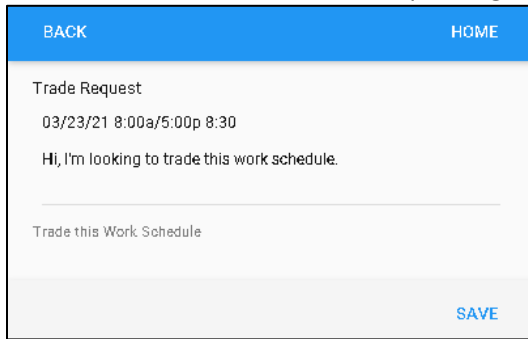 BACK
HOME
Trade Request
03/23/21 8:00a/5:00p 8:30
Hi, I'm looking to trade this work schedule.
Trade this Work Schedule
SAVE